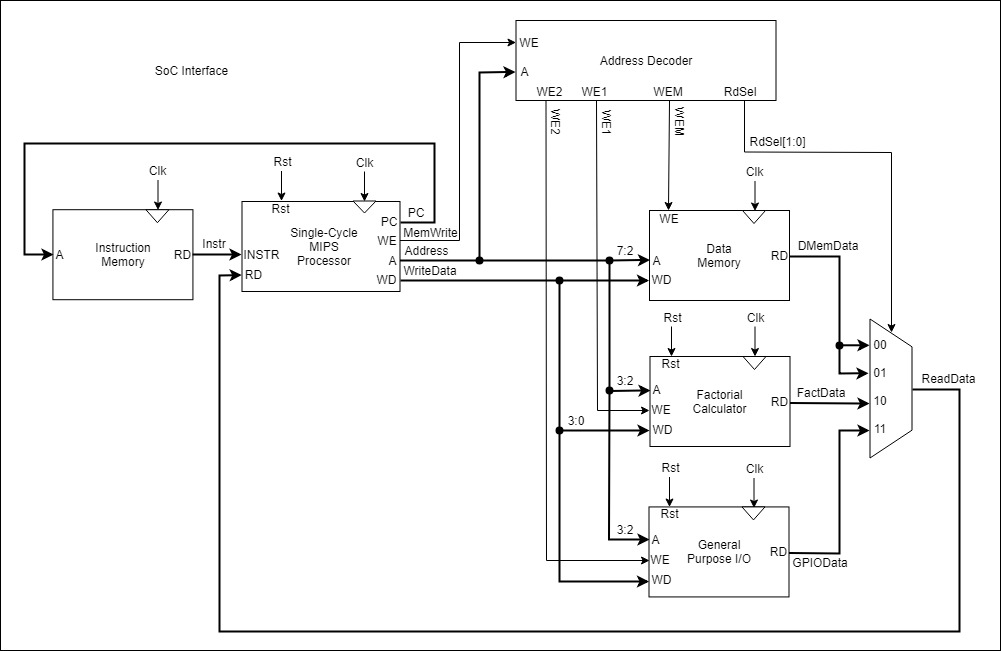 SoC Interface
WE
A
Address Decoder
WE2
WE1
WEM
RdSel
WE2
WE1
WEM
RdSel[1:0]
Clk
A
Instruction
Memory
RD
Instr
Rst
Clk
Rst
Single-Cycle
MIPS
Processor
INSTR
RD
PC
WE
A
WD
PC
MemWrite
Address
WriteData
Clk
WE
7:2
A
WD
Data
Memory
RD
DMemData
Rst
Clk
Rst
3:2
A
WE
3:0
WD
Factorial
Calculator
RD
FactData
Rst
Clk
Rst
3:2
A
WE
WD
General
Purpose I/O
RD
GPIOData
00
01
10
11
ReadData